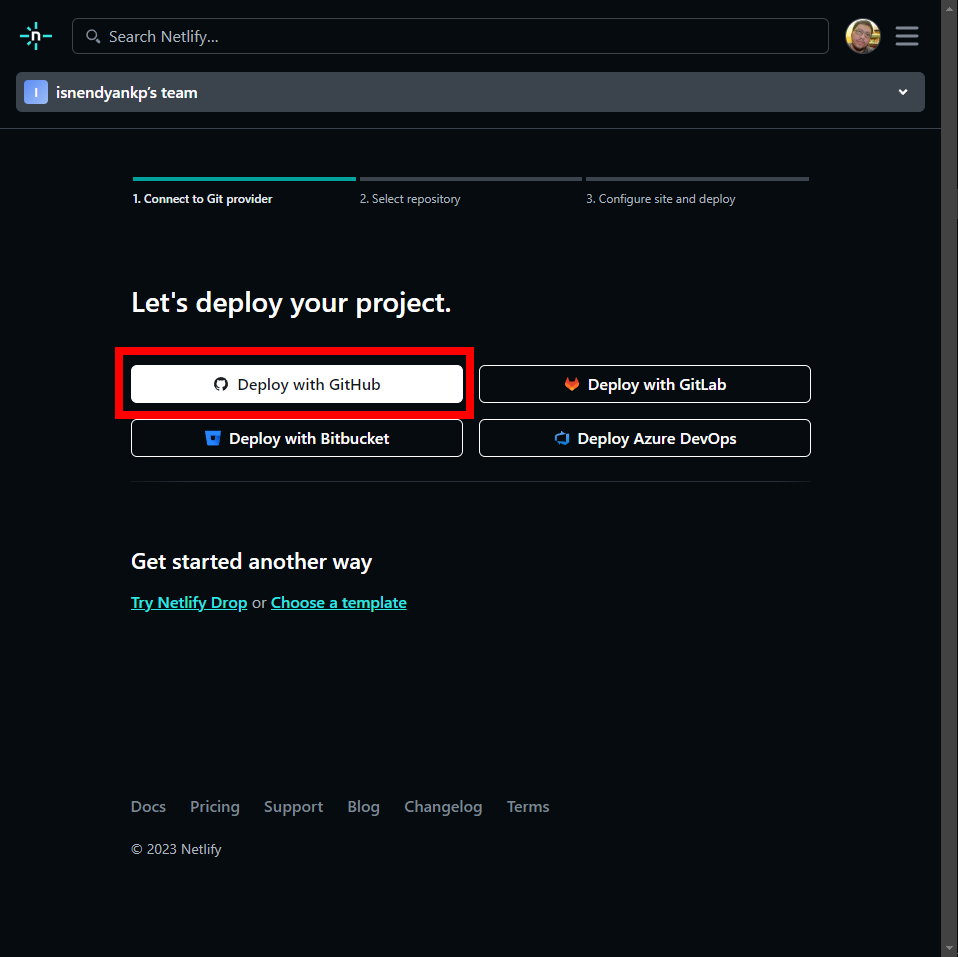 n
Search Netlify...
I isnendyankp's team
1. Connect to Git provider 2. Select repository 3. Configure site and deploy
Let's deploy your project.
Deploy with GitHub Deploy with GitLab
Deploy with Bitbucket Deploy Azure DevOps
Get started another way
Try Netlify Drop or Choose a template
Docs Pricing Support Blog Changelog Terms
© 2023 Netlify